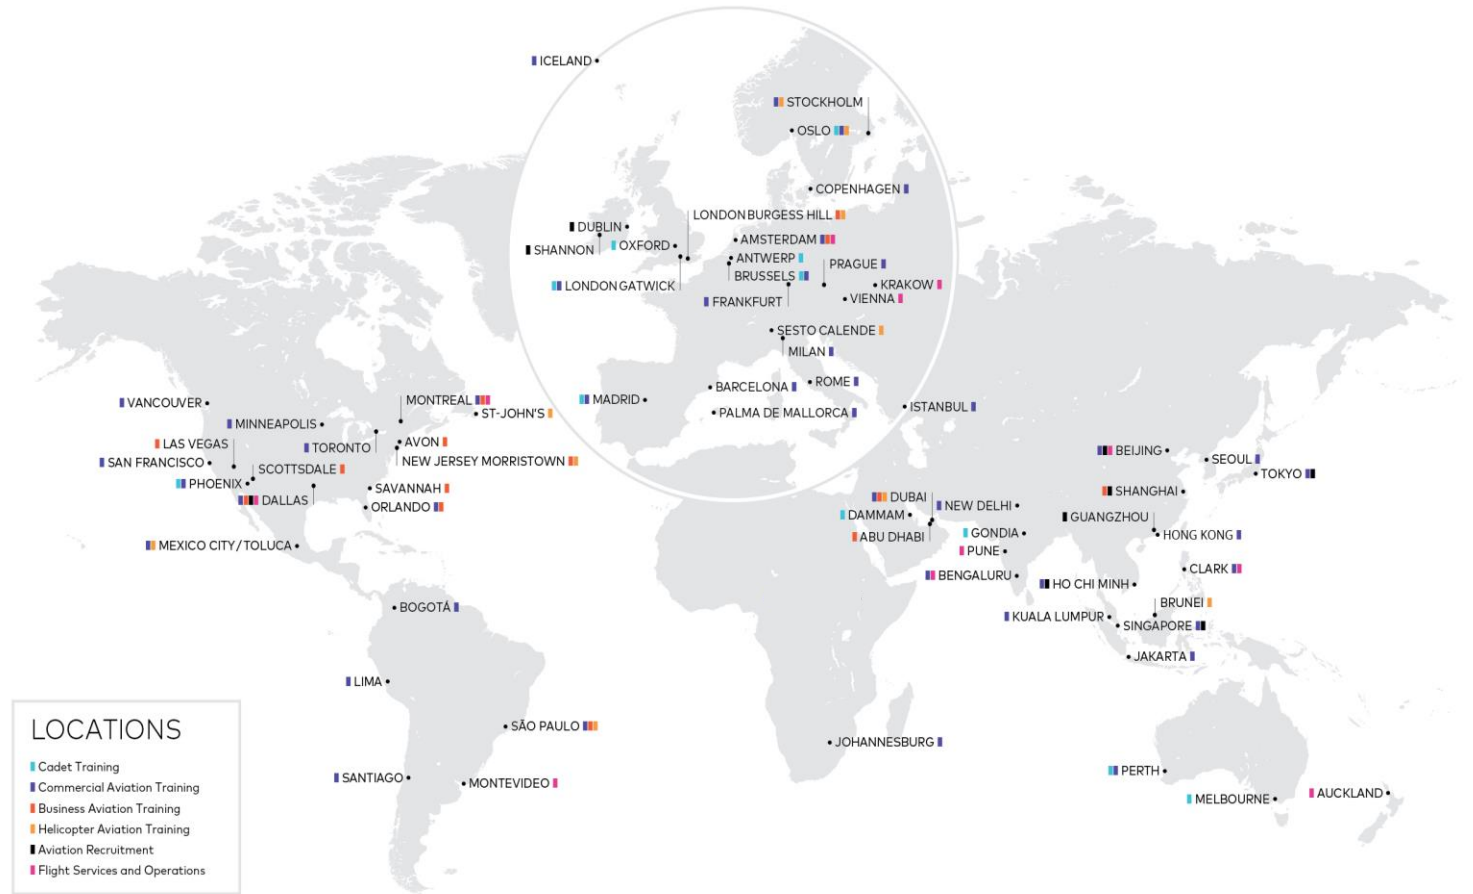 ICELAND
STOCKHOLM
OSLO
COPENHAGEN
LONDON BURGESS HILL
DUBLIN
AMSTERDAM
SHANNON
OXFORD
ANTWERP
PRAGUE
BRUSSELS
LONDON GATWICK
KRAKOW
FRANKFURT
VIENNA
SESTO CALENDE
MILAN
BARCELONA
ROME
MADRID
PALMA DE MALLORCA
ISTANBUL
VANCOUVER
MONTREAL
ST-JOHN'S
MINNEAPOLIS
LAS VEGAS
TORONTO
AVON
SAN FRANCISCO
SCOTTSDALE
NEW JERSEY MORRISTOWN
PHOENIX
SAVANNAH
DALLAS
ORLANDO
MEXICO CITY/TOLUCA
BEIJING
SEOUL
TOKYO
DUBAI
NEW DELHI
SHANGHAI
DAMMAM
GUANGZHOU
ABU DHABI
GONDIA
HONG KONG
PUNE
BENGALURU
CLARK
HO CHI MINH
BRUNEI
KUALA LUMPUR
SINGAPORE
JAKARTA
BOGOTÁ
LIMA
SÃO PAULO
JOHANNESBURG
SANTIAGO
MONTEVIDEO
PERTH
MELBOURNE
AUCKLAND
LOCATIONS
Cadet Training
Commercial Aviation Training
Business Aviation Training
Helicopter Aviation Training
Aviation Recruitment
Flight Services and Operations